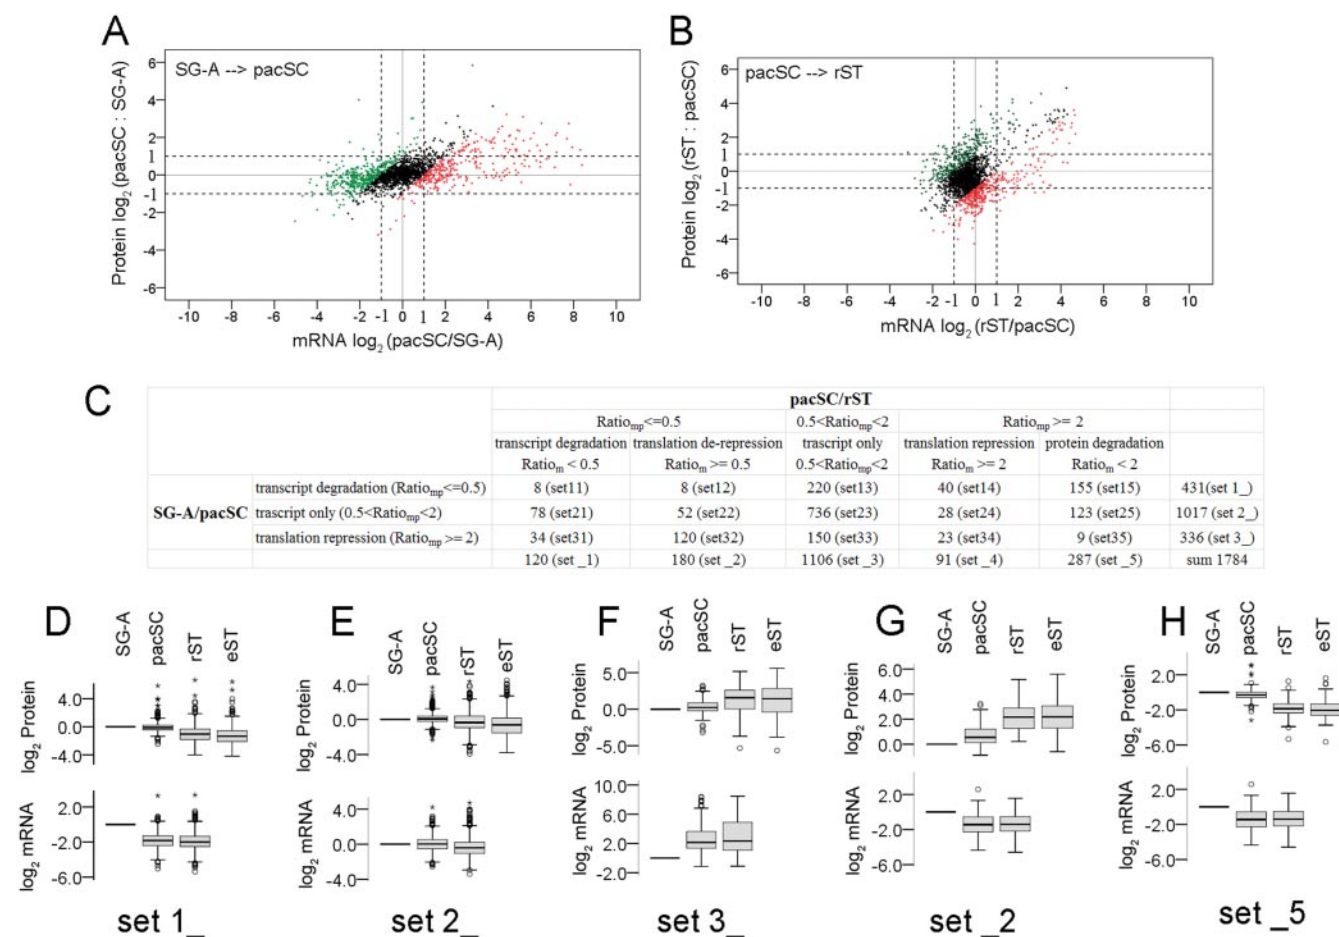 A
SG-A --> pacSC
Protein log2 (pacSC : SG-A)
6
4
2
1
0
-1
-2
-4
-6
-10 -8 -6 -4 -2 -1 0 1 2 4 6 8 10
mRNA log2 (pacSC/SG-A)
B
pacSC --> rST
Protein log2 (rST : pacSC)
6
4
2
1
0
-1
-2
-4
-6
-10 -8 -6 -4 -2 -1 0 1 2 4 6 8 10
mRNA log2 (rST/pacSC)
C
pacSC/rST
Ratiomp<=0.5 0.5<Ratiomp<2 Ratiomp >= 2
transcript degradation translation de-repression trascript only translation repression protein degradation
Ratiom < 0.5 Ratiom >= 0.5 0.5<Ratiomp<2 Ratiom >= 2 Ratiom < 2
SG-A/pacSC
transcript degradation (Ratiomp<=0.5) 8 (set11) 8 (set12) 220 (set13) 40 (set14) 155 (set15) 431(set 1_)
trascript only (0.5<Ratiomp<2) 78 (set21) 52 (set22) 736 (set23) 28 (set24) 123 (set25) 1017 (set 2_)
translation repression (Ratiomp >= 2) 34 (set31) 120 (set32) 150 (set33) 23 (set34) 9 (set35) 336 (set 3_)
120 (set _1) 180 (set _2) 1106 (set _3) 91 (set _4) 287 (set _5) sum 1784
D
SG-A pacSC rST eST
log2 Protein
4.0
0.0
-4.0
log2 mRNA
2.0
-2.0
-6.0
set 1_
E
SG-A pacSC rST eST
log2 Protein
4.0
0.0
-4.0
log2 mRNA
4.0
0.0
-4.0
set 2_
F
SG-A pacSC rST eST
log2 Protein
5.0
0.0
-5.0
log2 mRNA
10.0
6.0
2.0
-2.0
set 3_
G
SG-A pacSC rST eST
log2 Protein
6.0
4.0
2.0
0.0
log2 mRNA
2.0
-2.0
-6.0
set _2
H
SG-A pacSC rST eST
log2 Protein
2.0
-2.0
-6.0
log2 mRNA
2.0
-2.0
-6.0
set _5